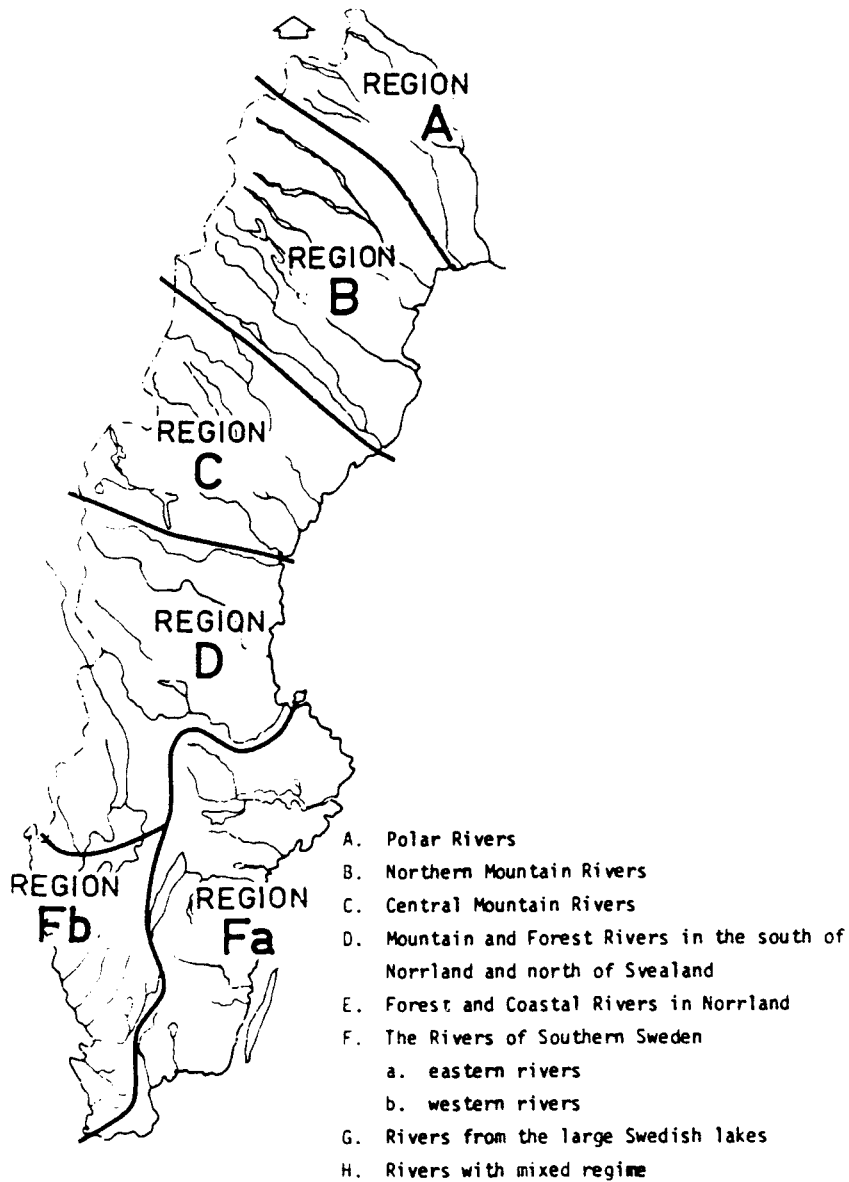 REGION
A
REGION
B
REGION
C
REGION
D
REGION
Fb
REGION
Fa
A. Polar Rivers
B. Northern Mountain Rivers
C. Central Mountain Rivers
D. Mountain and Forest Rivers in the south of
Norrland and north of Svealand
E. Forest and Coastal Rivers in Norrland
F. The Rivers of Southern Sweden
a. eastern rivers
b. western rivers
G. Rivers from the large Swedish lakes
H. Rivers with mixed regime